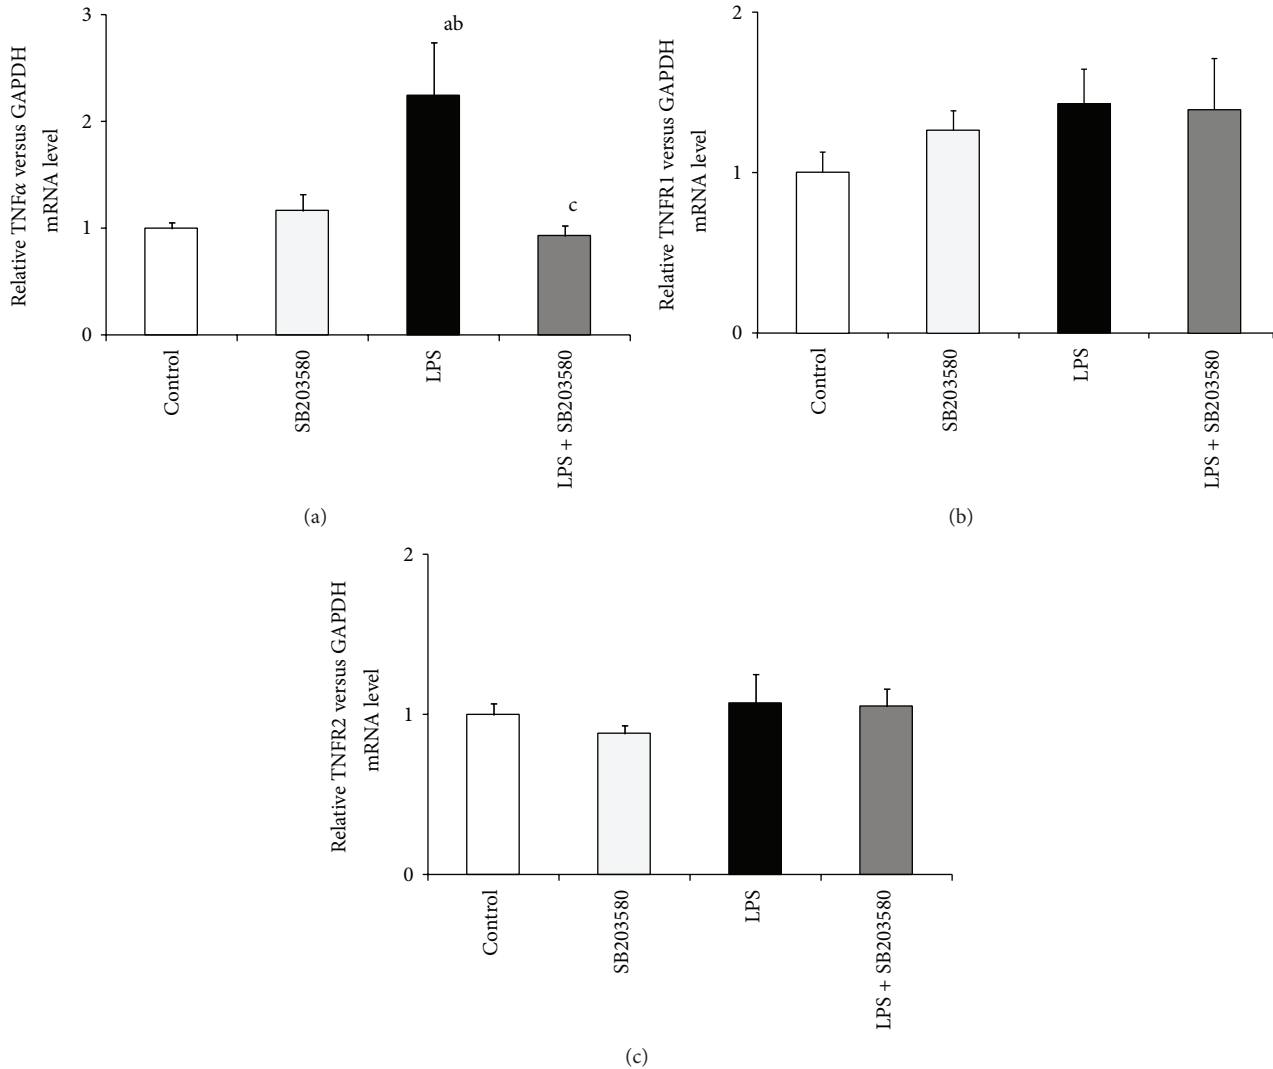 Relative TNFα versus GAPDH
mRNA level
3
2
1
0
ab
c
Control
SB203580
LPS
LPS + SB203580
(a)
Relative TNFR1 versus GAPDH
mRNA level
2
1
0
Control
SB203580
LPS
LPS + SB203580
(b)
Relative TNFR2 versus GAPDH
mRNA level
2
1
0
Control
SB203580
LPS
LPS + SB203580
(c)